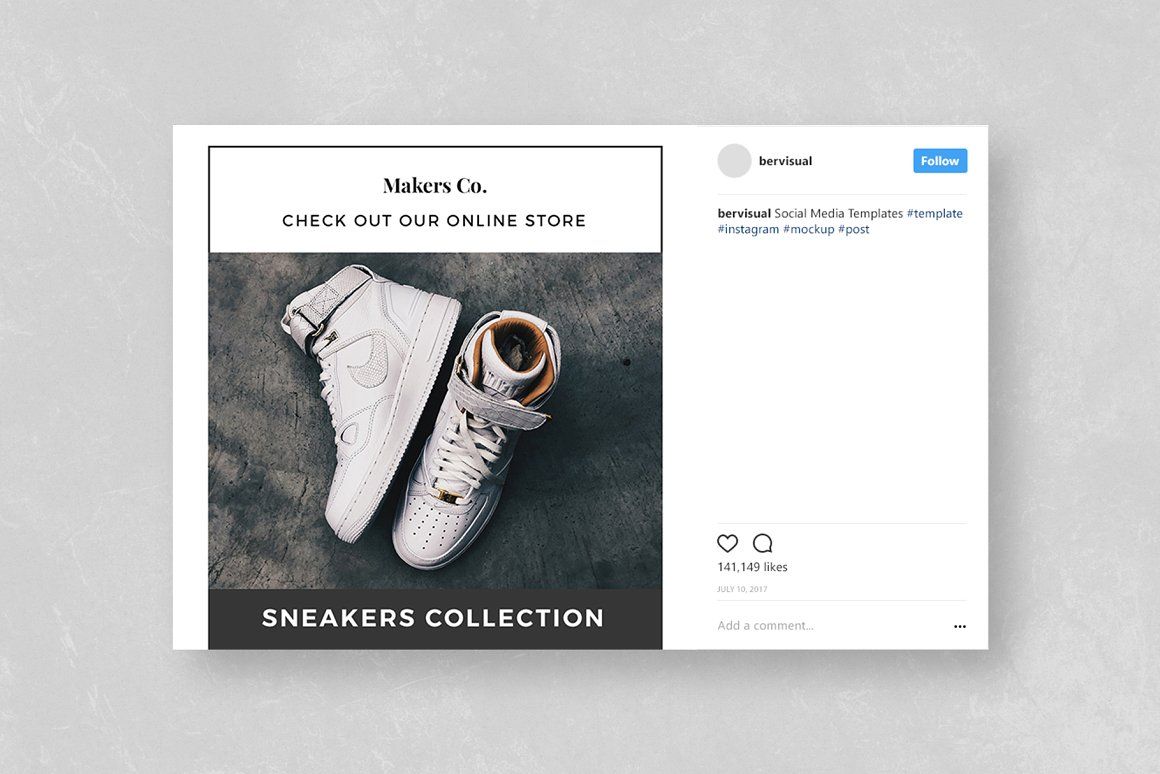 Makers Co.
CHECK OUT OUR ONLINE STORE
SNEAKERS COLLECTION
bervisual
Follow
bervisual Social Media Templates #template
#instagram #mockup #post
141,149 likes
JULY 10, 2017
Add a comment...